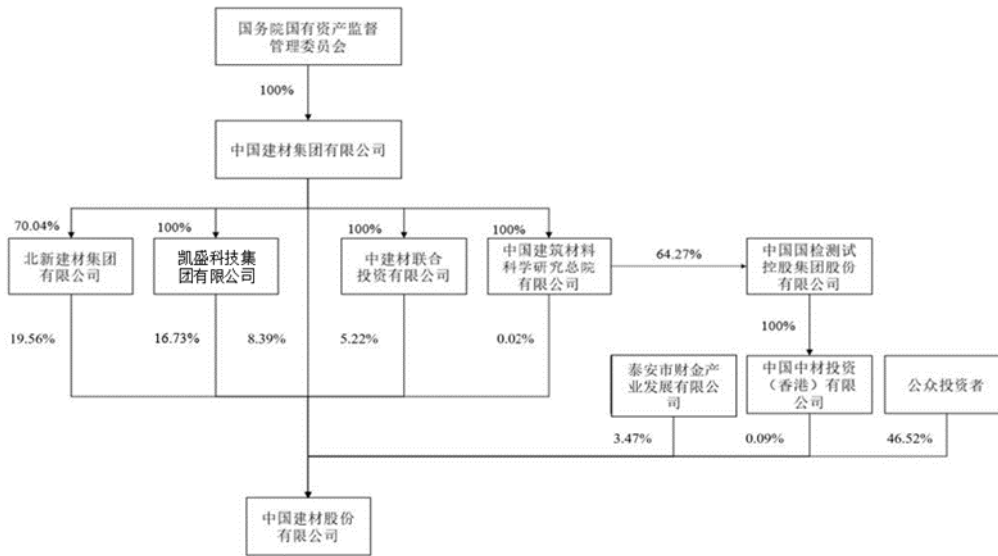 国务院国有资产监督
管理委员会
100%
中国建材集团有限公司
70.04%
100%
100%
100%
北新建材集团
有限公司
凯盛科技集
团有限公司
中建材联合
投资有限公司
中国建筑材料
科学研究总院
有限公司
64.27%
中国国检测试
控股集团股份
有限公司
19.56%
16.73%
8.39%
5.22%
0.02%
100%
泰安市财金产
业发展有限公
司
中国中材投资
（香港）有限
公司
公众投资者
3.47%
0.09%
46.52%
中国建材股份
有限公司